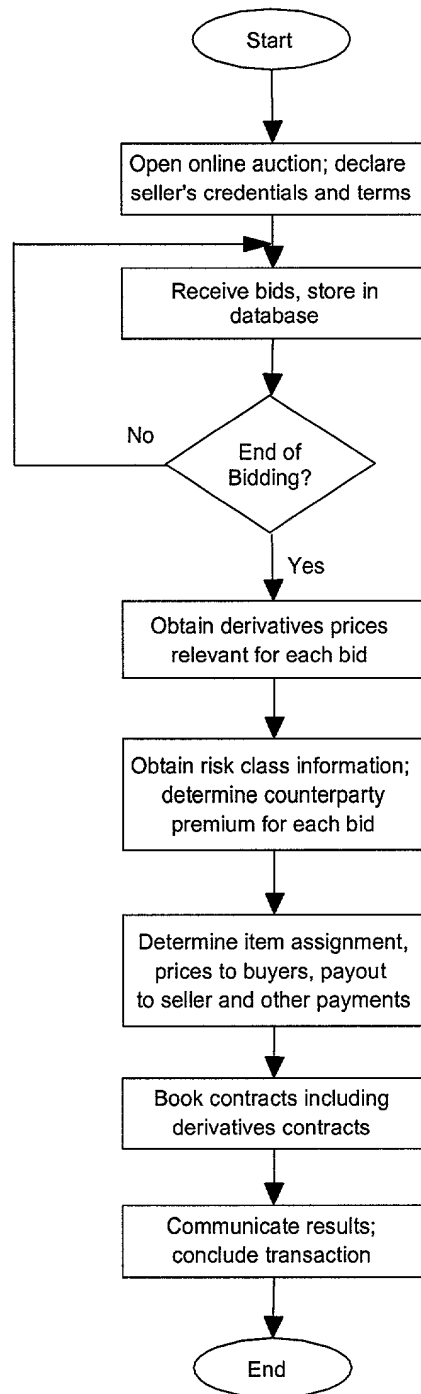 Start
Open online auction; declare
seller's credentials and terms
Receive bids, store in
database
No
End of
Bidding?
Yes
Obtain derivatives prices
relevant for each bid
Obtain risk class information;
determine counterparty
premium for each bid
Determine item assignment,
prices to buyers, payout
to seller and other payments
Book contracts including
derivatives contracts
Communicate results;
conclude transaction
End